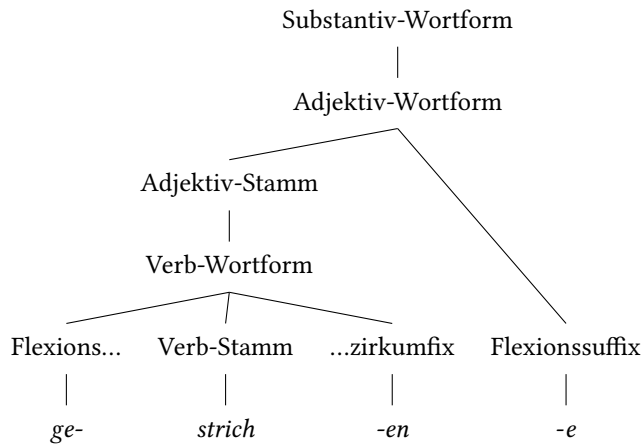 Substantiv-Wortform
Adjektiv-Wortform
Adjektiv-Stamm
Verb-Wortform
Flexions... Verb-Stamm ...zirkumfix Flexionssuffix
ge- strich -en -e